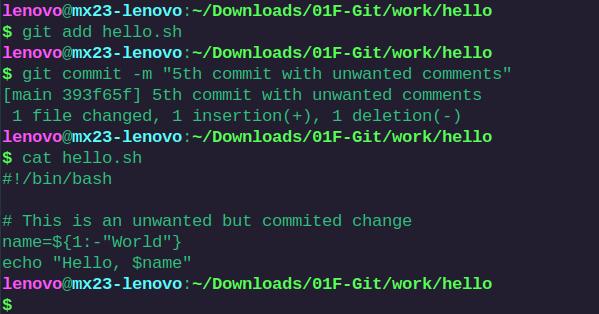 lenovo@mx23-lenovo:~/Downloads/01F-Git/work/hello
$ git add hello.sh
lenovo@mx23-lenovo:~/Downloads/01F-Git/work/hello
$ git commit -m "5th commit with unwanted comments"
[main 393f65f] 5th commit with unwanted comments
 1 file changed, 1 insertion(+), 1 deletion(-)
lenovo@mx23-lenovo:~/Downloads/01F-Git/work/hello
$ cat hello.sh
#!/bin/bash

# This is an unwanted but commited change
name=${1:-"World"}
echo "Hello, $name"
lenovo@mx23-lenovo:~/Downloads/01F-Git/work/hello
$